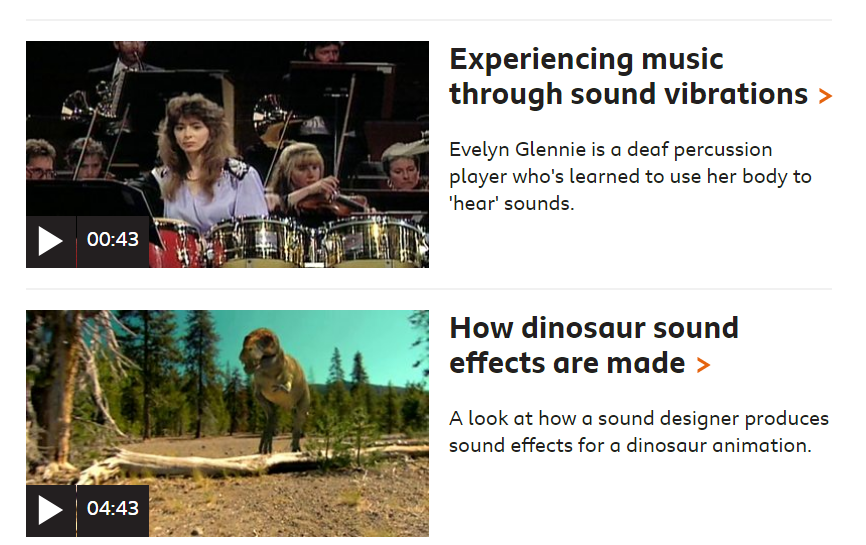 Experiencing music
through sound vibrations >
Evelyn Glennie is a deaf percussion
player who's learned to use her body to
'hear' sounds.
00:43
How dinosaur sound
effects are made >
A look at how a sound designer produces
sound effects for a dinosaur animation.
04:43